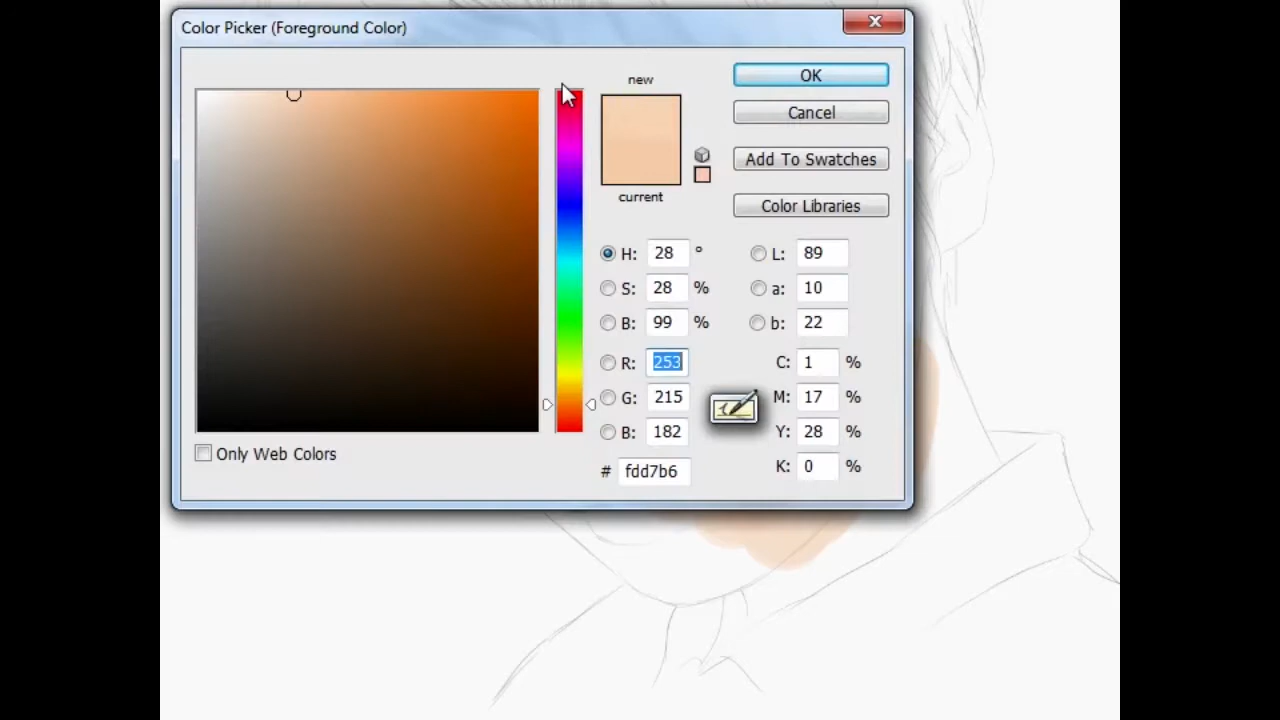 Color Picker (Foreground Color)
new
OK
Cancel
Add To Swatches
current
Color Libraries
H: 28 °
L: 89
S: 28 %
a: 10
B: 99 %
b: 22
R: 253
C: 1 %
G: 215
M: 17 %
B: 182
Y: 28 %
Only Web Colors
# fdd7b6
K: 0 %